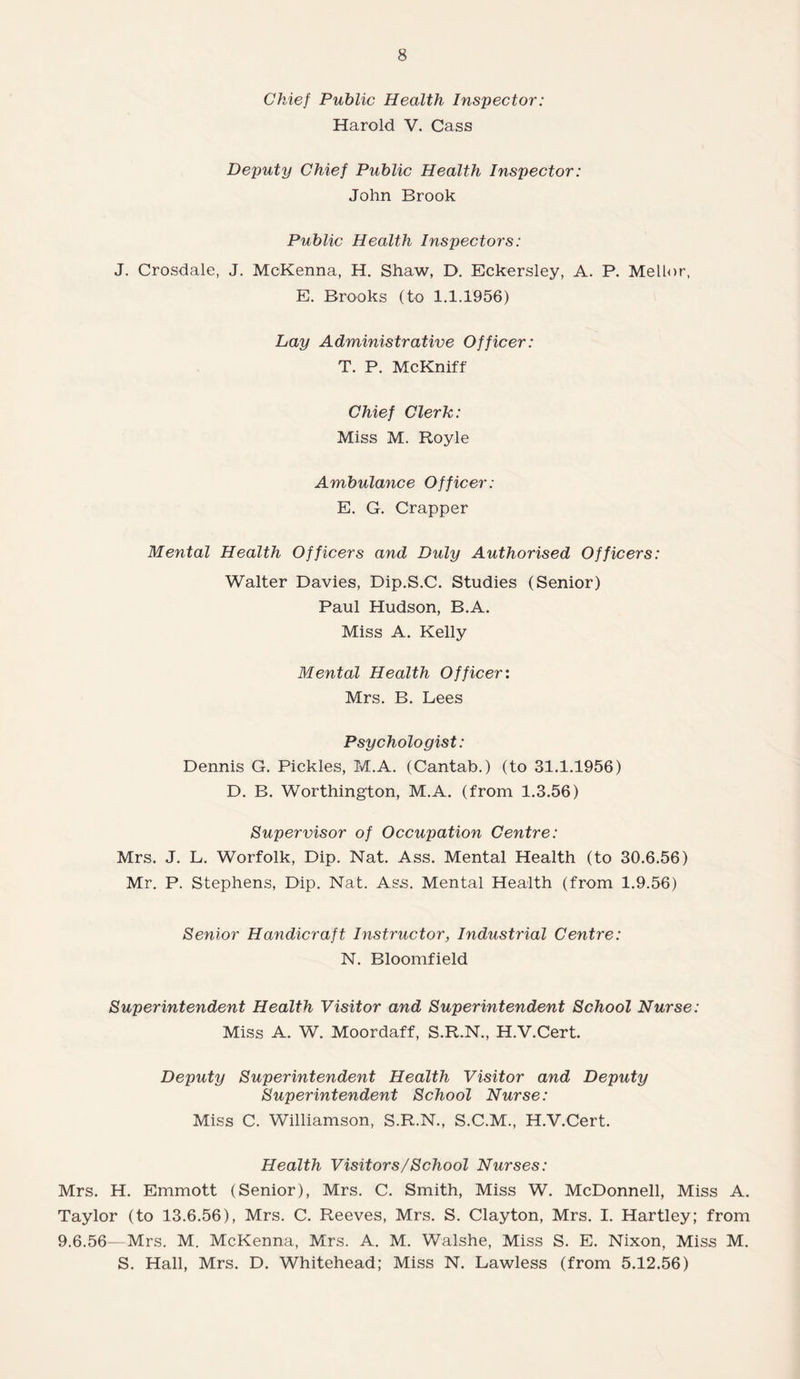 8
Chief Public Health Inspector:
Harold V. Cass
Deputy Chief Public Health Inspector:
John Brook
Public Health Inspectors:
J. Crosdale, J. McKenna, H. Shaw, D. Eckersley, A. P. Mellor,
E. Brooks (to 1.1.1956)
Lay Administrative Officer:
T. P. McKniff
Chief Clerk:
Miss M. Royle
Ambulance Officer:
E. G. Crapper
Mental Health Officers and Duly Authorised Officers:
Walter Davies, Dip.S.C. Studies (Senior)
Paul Hudson, B.A.
Miss A. Kelly
Mental Health Officer:
Mrs. B. Lees
Psychologist:
Dennis G. Pickles, M.A. (Cantab.) (to 31.1.1956)
D. B. Worthington, M.A. (from 1.3.56)
Supervisor of Occupation Centre:
Mrs. J. L. Worfolk, Dip. Nat. Ass. Mental Health (to 30.6.56)
Mr. P. Stephens, Dip. Nat. Ass. Mental Health (from 1.9.56)
Senior Handicraft Instructor, Industrial Centre:
N. Bloomfield
Superintendent Health Visitor and Superintendent School Nurse:
Miss A. W. Moordaff, S.R.N., H.V.Cert.
Deputy Superintendent Health Visitor and Deputy
Superintendent School Nurse:
Miss C. Williamson, S.R.N., S.C.M., H.V.Cert.
Health Visitors/School Nurses:
Mrs. H. Emmott (Senior), Mrs. C. Smith, Miss W. McDonnell, Miss A.
Taylor (to 13.6.56), Mrs. C. Reeves, Mrs. S. Clayton, Mrs. I. Hartley; from
9.6.56—Mrs. M. McKenna, Mrs. A. M. Walshe, Miss S. E. Nixon, Miss M.
S. Hall, Mrs. D. Whitehead; Miss N. Lawless (from 5.12.56)